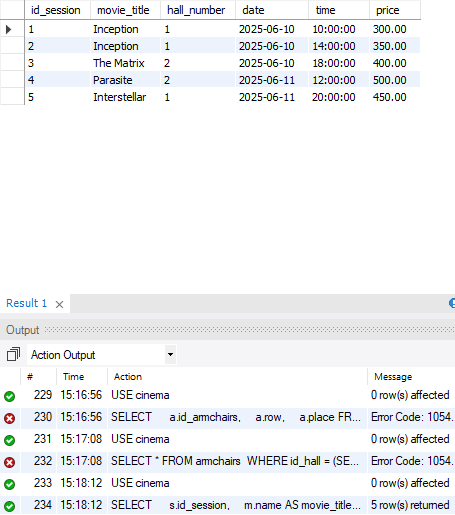 id_session movie_title hall_number date time price
1 Inception 1 2025-06-10 10:00:00 300.00
2 Inception 1 2025-06-10 14:00:00 350.00
3 The Matrix 2 2025-06-10 18:00:00 400.00
4 Parasite 2 2025-06-11 12:00:00 500.00
5 Interstellar 1 2025-06-11 20:00:00 450.00
Result 1
Output
Action Output
# Time Action Message
229 15:16:56 USE cinema 0 row(s) affected
230 15:16:56 SELECT a.id_armchairs, a.row, a.place FR... Error Code: 1054.
231 15:17:08 USE cinema 0 row(s) affected
232 15:17:08 SELECT * FROM armchairs WHERE id_hall = (SE... Error Code: 1054.
233 15:18:12 USE cinema 0 row(s) affected
234 15:18:12 SELECT s.id_session, m.name AS movie_title... 5 row(s) returned